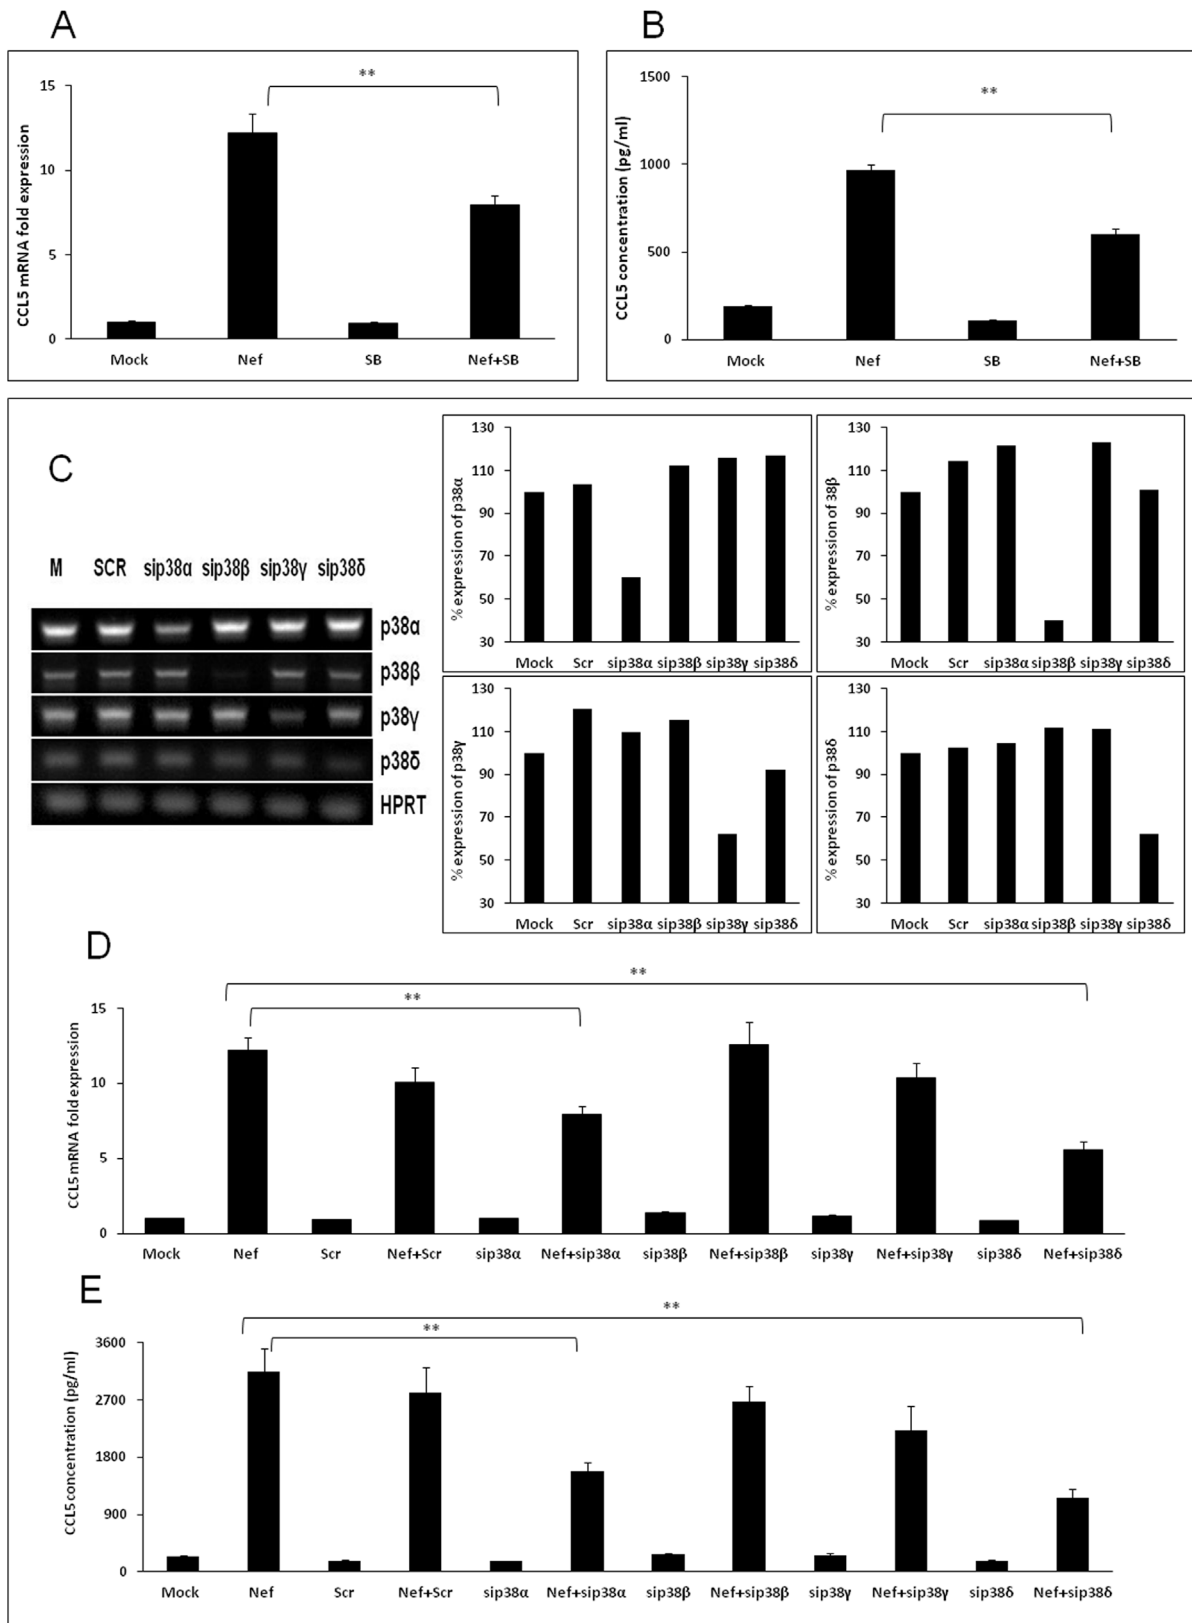 A
CCL5 mRNA fold expression
15
10
5
0
**
Mock Nef SB Nef+SB
B
CCL5 concentration (pg/ml)
1500
1000
500
0
**
Mock Nef SB Nef+SB
C
M SCR sip38α sip38β sip38γ sip38δ
p38α
p38β
p38γ
p38δ
HPRT
% expression of p38α
130
110
90
70
50
30
Mock Scr sip38α sip38β sip38γ sip38δ
% expression of 38β
130
110
90
70
50
30
Mock Scr sip38α sip38β sip38γ sip38δ
% expression of p38γ
130
110
90
70
50
30
Mock Scr sip38α sip38β sip38γ sip38δ
% expression of p38δ
130
110
90
70
50
30
Mock Scr sip38α sip38β sip38γ sip38δ
D
CCL5 mRNA fold expression
15
10
5
0
**
**
Mock Nef Scr Nef+Scr sip38α Nef+sip38α sip38β Nef+sip38β sip38γ Nef+sip38γ sip38δ Nef+sip38δ
E
CCL5 concentration (pg/ml)
3600
2700
1800
900
0
**
**
Mock Nef Scr Nef+Scr sip38α Nef+sip38α sip38β Nef+sip38β sip38γ Nef+sip38γ sip38δ Nef+sip38δ